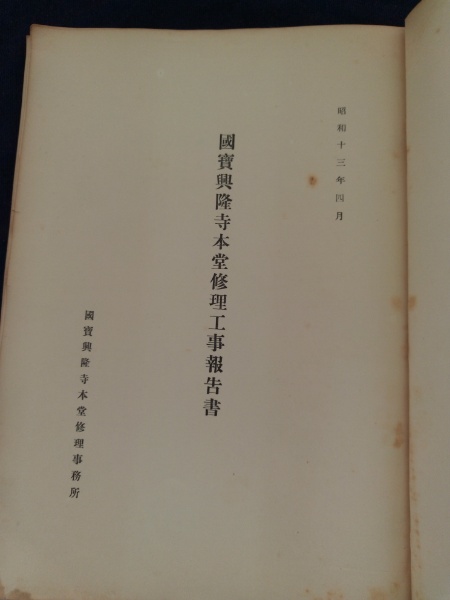 昭和十三年四月
國寶興隆寺本堂修理工事報告書
國寶興隆寺本堂修理事務所